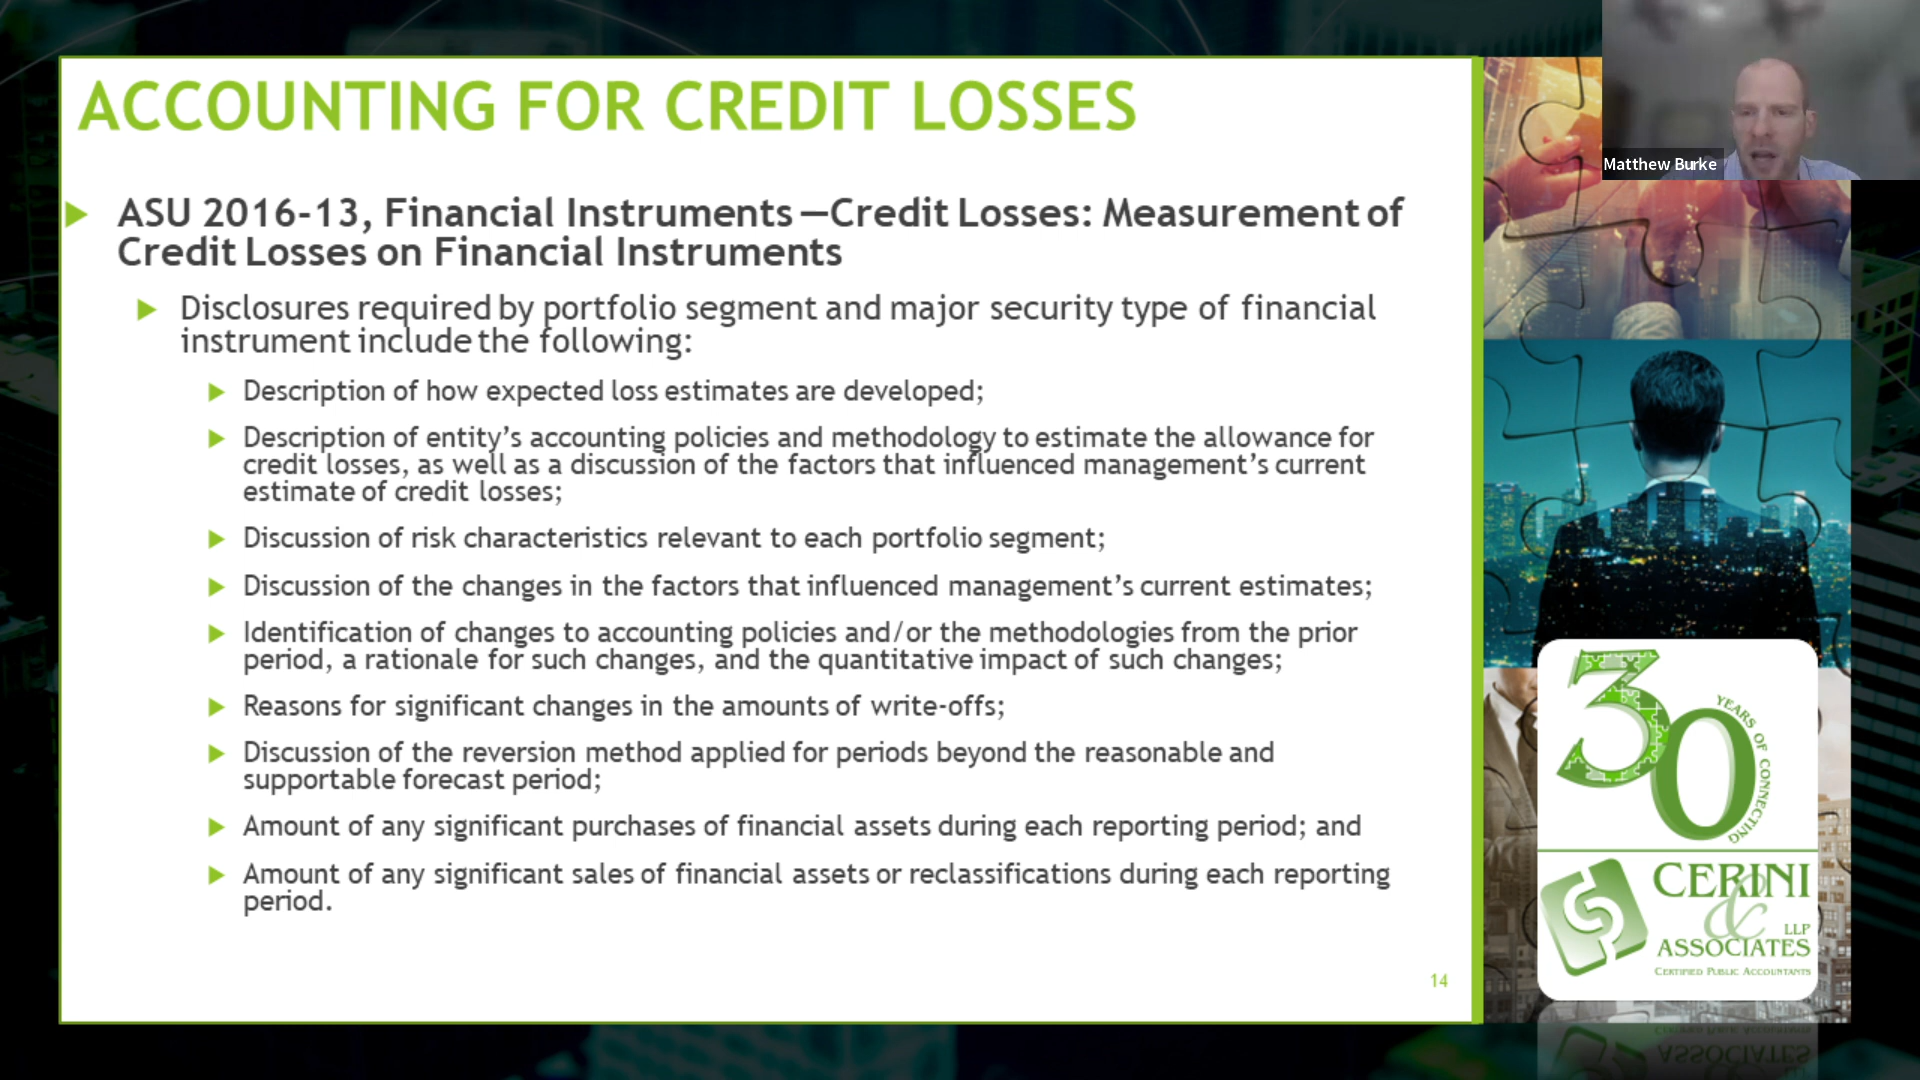 ACCOUNTING FOR CREDIT LOSSES
Matthew Burke
ASU 2016-13, Financial Instruments—Credit Losses: Measurement of
Credit Losses on Financial Instruments
Disclosures required by portfolio segment and major security type of financial
instrument include the following:
Description of how expected loss estimates are developed;
Description of entity’s accounting policies and methodology to estimate the allowance for
credit losses, as well as a discussion of the factors that influenced management’s current
estimate of credit losses;
Discussion of risk characteristics relevant to each portfolio segment;
Discussion of the changes in the factors that influenced management’s current estimates;
Identification of changes to accounting policies and/or the methodologies from the prior
period, a rationale for such changes, and the quantitative impact of such changes;
Reasons for significant changes in the amounts of write-offs;
Discussion of the reversion method applied for periods beyond the reasonable and
supportable forecast period;
Amount of any significant purchases of financial assets during each reporting period; and
Amount of any significant sales of financial assets or reclassifications during each reporting
period.
14
30
YEARS OF CONNECTING
CERINI
&
LLP
ASSOCIATES
CERTIFIED PUBLIC ACCOUNTANTS